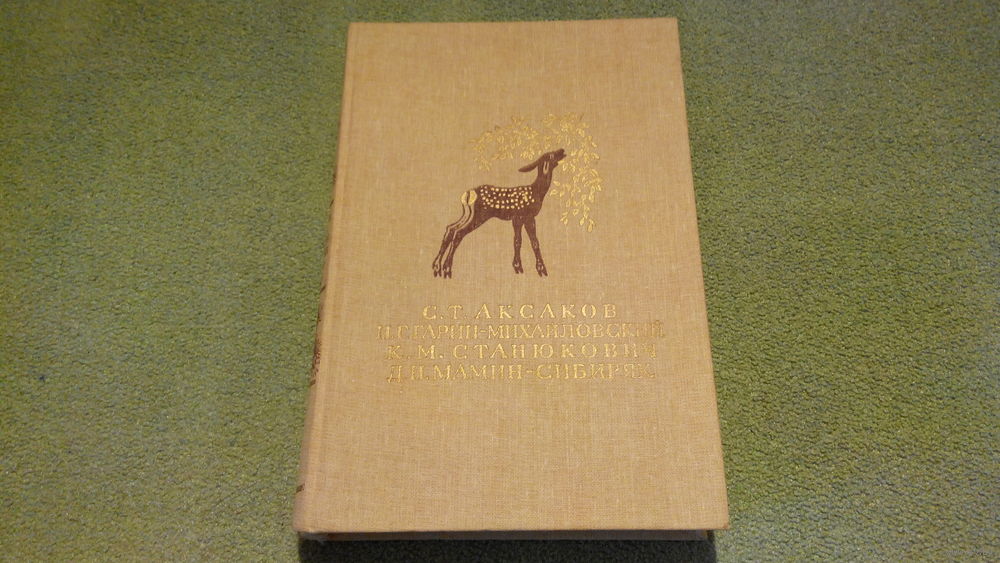 С. Т. АКСАКОВ
Н. Г. ГАРИН-МИХАЙЛОВСКИЙ
К. М. СТАНЮКОВИЧ
Д. Н. МАМИН-СИБИРЯК